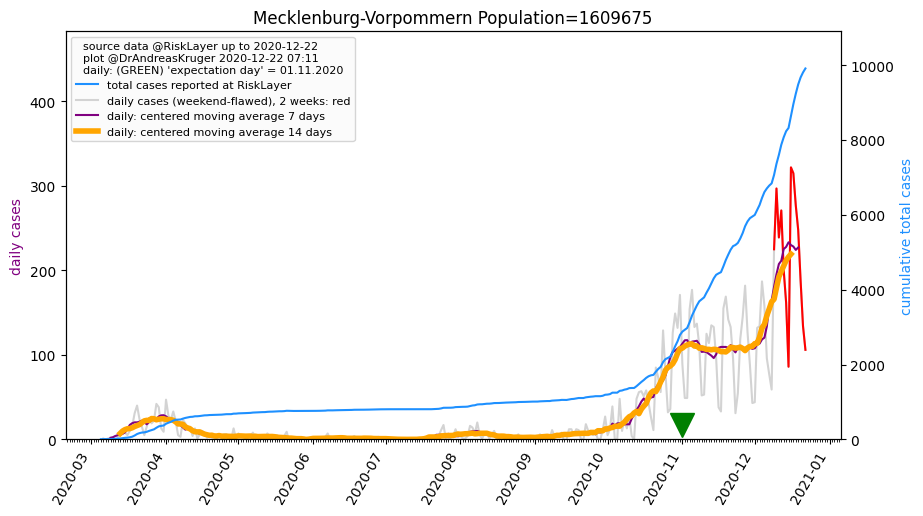 Mecklenburg-Vorpommern Population=1609675
source data @RiskLayer up to 2020-12-22
plot @DrAndreasKruger 2020-12-22 07:11
daily: (GREEN) 'expectation day' = 01.11.2020
total cases reported at RiskLayer
daily cases (weekend-flawed), 2 weeks: red
daily: centered moving average 7 days
daily: centered moving average 14 days
daily cases
400
300
200
100
0
cumulative total cases
10000
8000
6000
4000
2000
0
2020-03
2020-04
2020-05
2020-06
2020-07
2020-08
2020-09
2020-10
2020-11
2020-12
2021-01